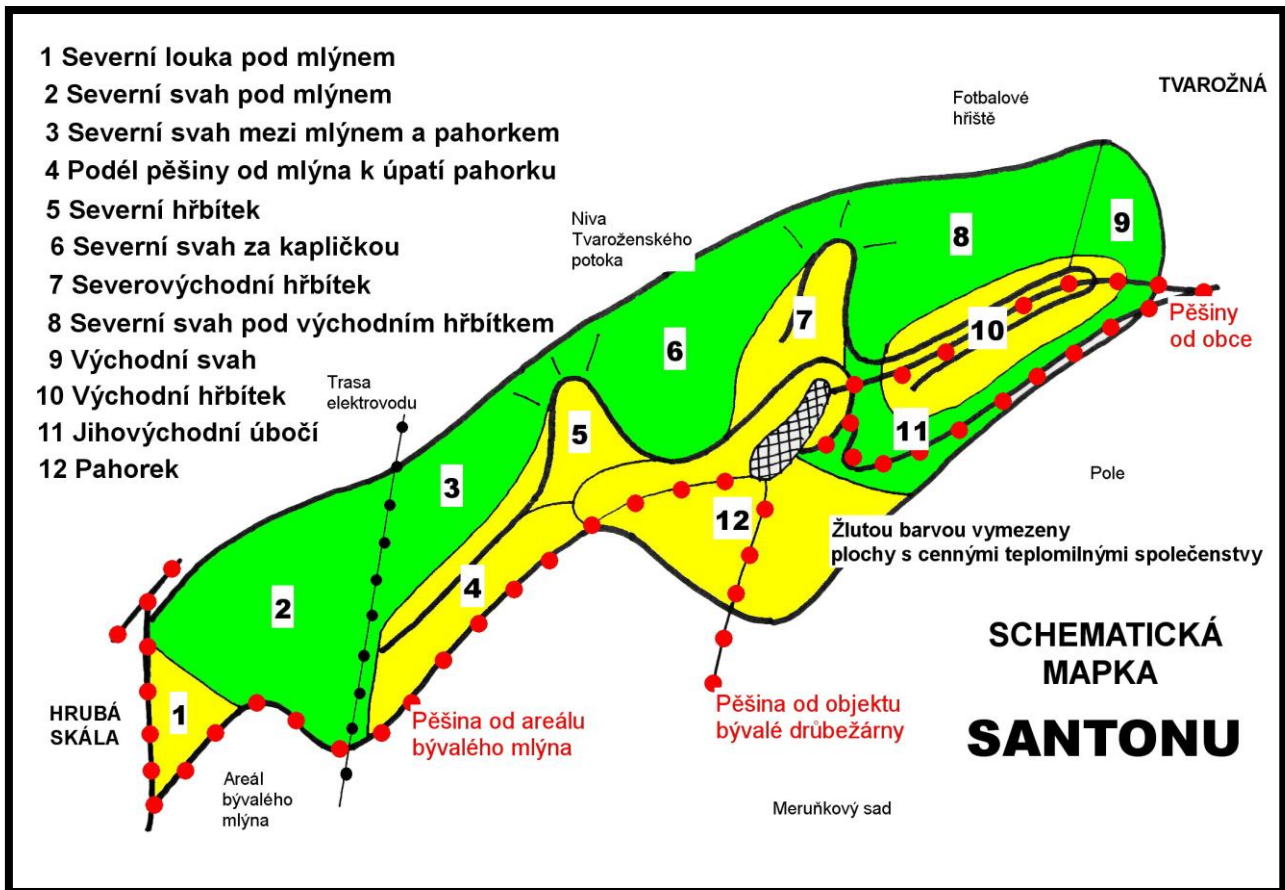 1 Severní louka pod mlýnem
2 Severní svah pod mlýnem
3 Severní svah mezi mlýnem a pahorkem
4 Podél pěšiny od mlýna k úpatí pahorku
5 Severní hřbítek
6 Severní svah za kapličkou
7 Severovýchodní hřbítek
8 Severní svah pod východním hřbítkem
9 Východní svah
10 Východní hřbítek
11 Jihovýchodní úbočí
12 Pahorek
TVAROŽNÁ
Fotbalové
hřiště
Niva
Tvaroženského
potoka
Trasa
elektrovodu
9
8
7
6
10
5
11
3
12
4
2
1
Pěšiny
od obce
Pole
Žlutou barvou vymezeny
plochy s cennými teplomilnými společenstvy
HRUBÁ
SKÁLA
Pěšina od areálu
bývalého mlýna
Pěšina od objektu
bývalé drůbežárny
Areál
bývalého
mlýna
Meruňkový sad
SCHEMATICKÁ
MAPKA
SANTONU